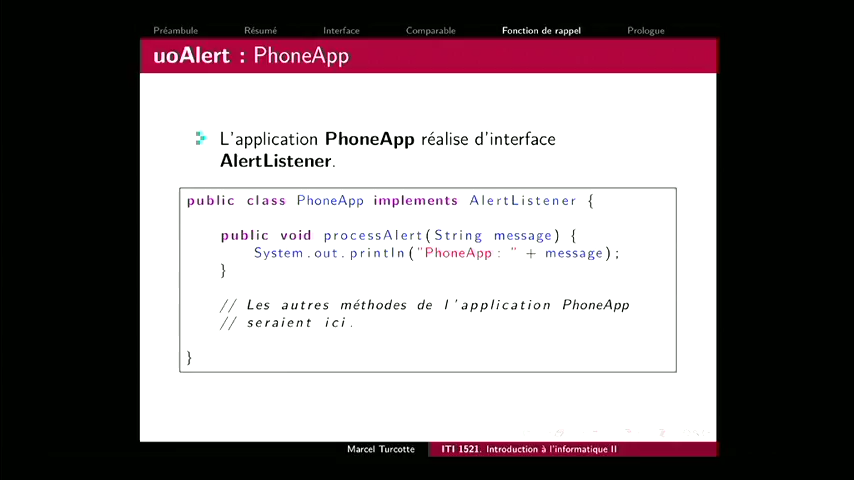 Préambule Résumé Interface Comparable Fonction de rappel Prologue
uoAlert : PhoneApp
L'application PhoneApp réalise d'interface
AlertListener.
public class PhoneApp implements AlertListener {
public void processAlert(String message) {
System.out.println("PhoneApp : " + message);
}
// Les autres méthodes de l'application PhoneApp
// seraient ici.
}
Marcel Turcotte ITI 1521. Introduction à l'informatique II